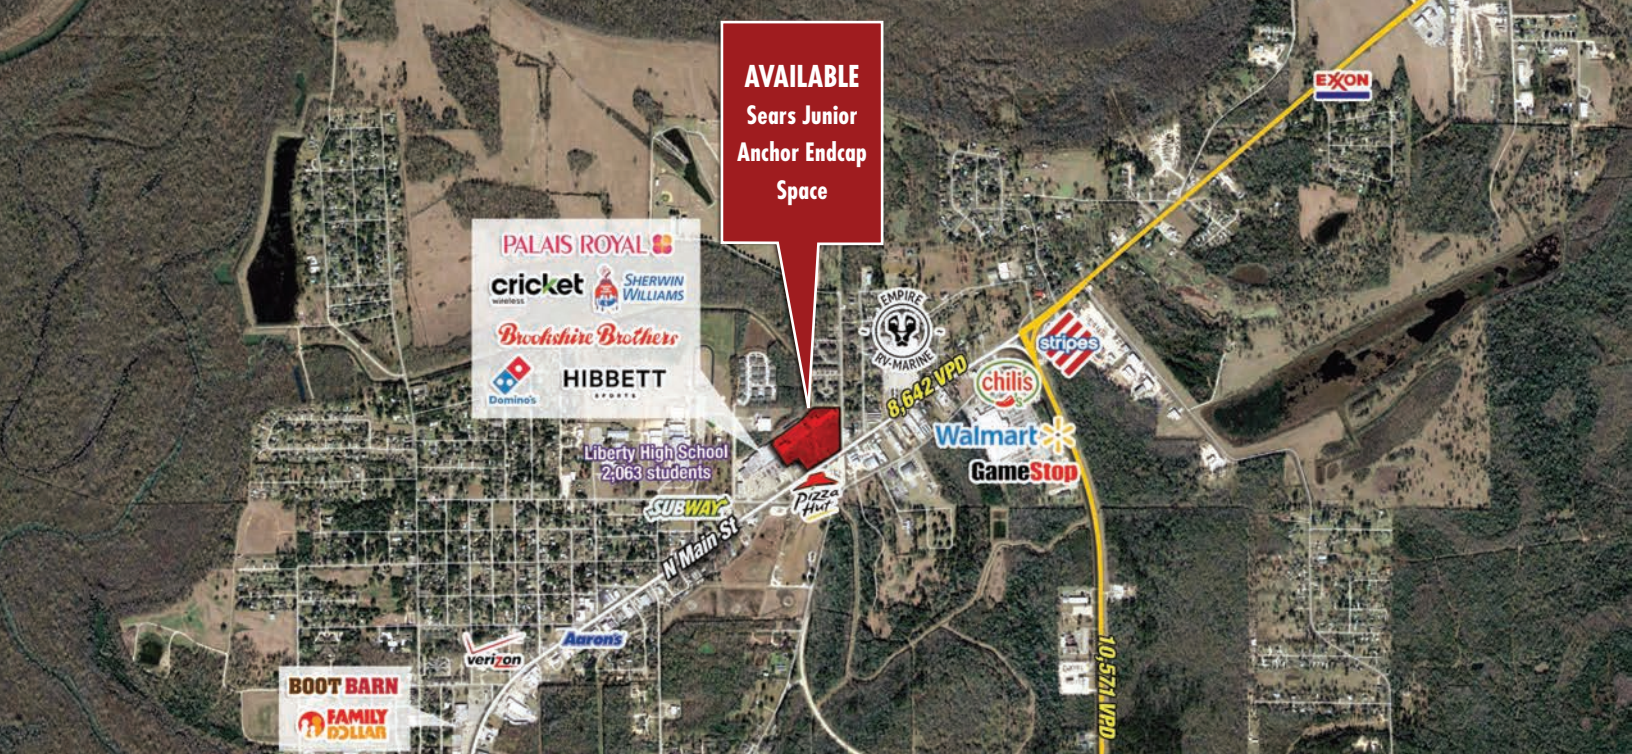 AVAILABLE
Sears Junior
Anchor Endcap
Space
EXXON
PALAIS ROYAL
cricket
wireless
SHERWIN
WILLIAMS
Brookshire Brothers
Domino's
HIBBETT
SPORTS
EMPIRE
RV-MARINE
stripes
8,642 VPD
chilis
Walmart
GameStop
Liberty High School
2,063 students
SUBWAY
Pizza
Hut
N Main St
Aaron's
verizon
BOOT BARN
FAMILY
DOLLAR
10,571 VPD